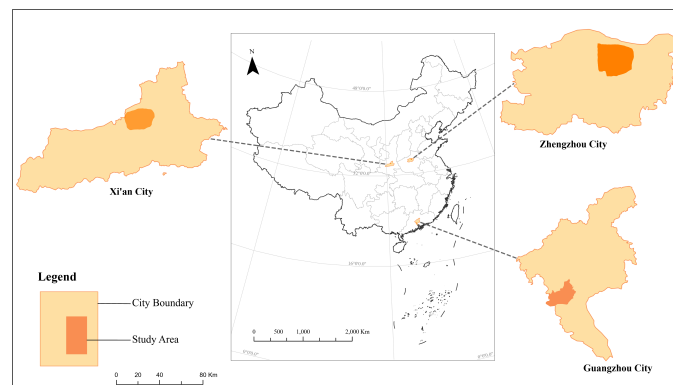 N
Xi'an City
Zhengzhou City
Guangzhou City
Legend
City Boundary
Study Area
0 20 40 60 80 Km
0 500 1,000 2,000 Km